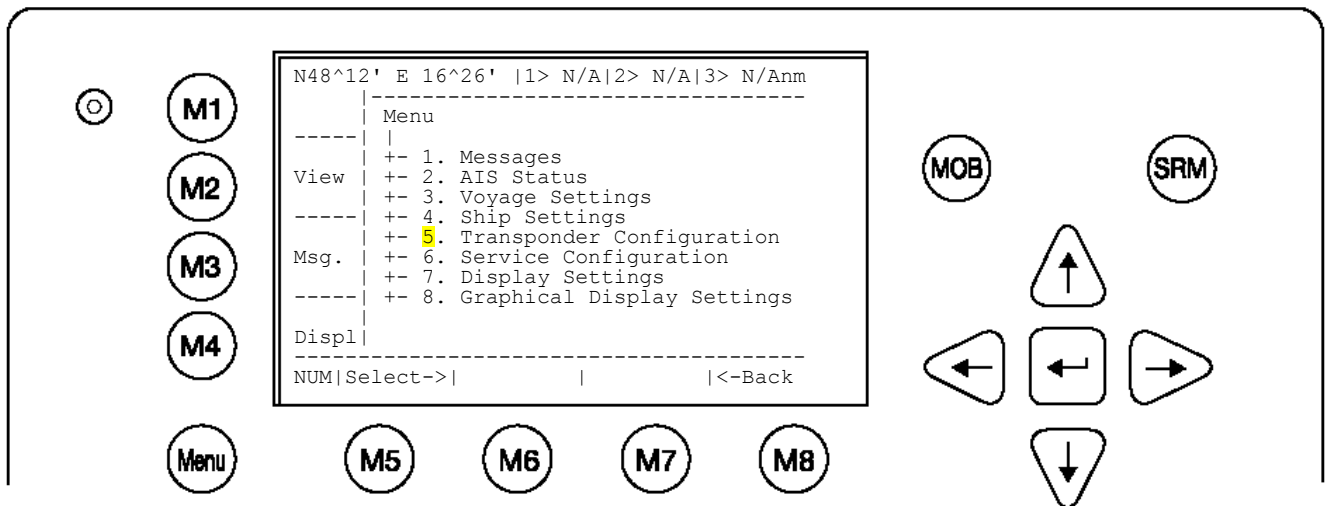 N48^12' E 16^26' |1> N/A|2> N/A|3> N/Anm
|----------------------------------
M1
| Menu
-----| |
| +- 1. Messages
View | +- 2. AIS Status
M2
| +- 3. Voyage Settings
-----| +- 4. Ship Settings
| +- 5. Transponder Configuration
Msg. | +- 6. Service Configuration
M3
| +- 7. Display Settings
-----| +- 8. Graphical Display Settings
|
Displ|
M4
----------------------------------------
NUM|Select->| | |<-Back
MOB
SRM
Menu
M5
M6
M7
M8